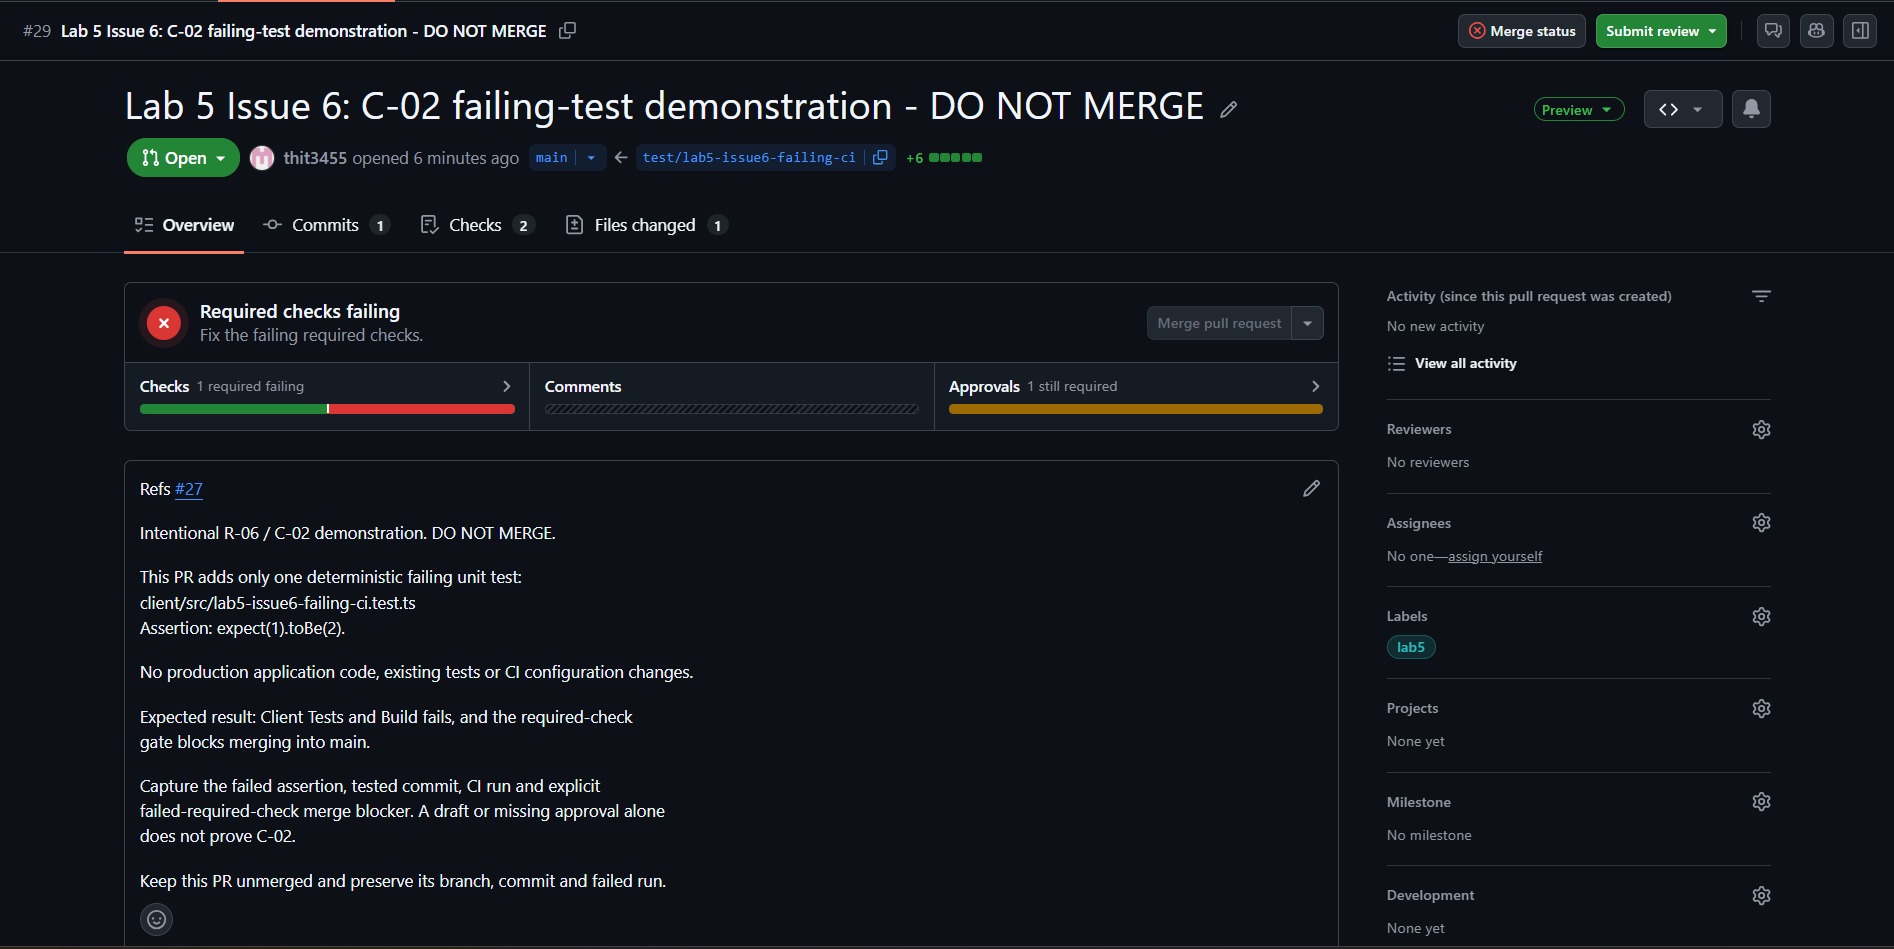 #29 Lab 5 Issue 6: C-02 failing-test demonstration - DO NOT MERGE
Merge status
Submit review
Lab 5 Issue 6: C-02 failing-test demonstration - DO NOT MERGE
Preview
Open
thit3455 opened 6 minutes ago
main
test/lab5-issue6-failing-ci
+6
Overview
Commits 1
Checks 2
Files changed 1
Required checks failing
Fix the failing required checks.
Merge pull request
Checks 1 required failing
Comments
Approvals 1 still required
Refs #27
Intentional R-06 / C-02 demonstration. DO NOT MERGE.
This PR adds only one deterministic failing unit test:
client/src/lab5-issue6-failing-ci.test.ts
Assertion: expect(1).toBe(2).
No production application code, existing tests or CI configuration changes.
Expected result: Client Tests and Build fails, and the required-check
gate blocks merging into main.
Capture the failed assertion, tested commit, CI run and explicit
failed-required-check merge blocker. A draft or missing approval alone
does not prove C-02.
Keep this PR unmerged and preserve its branch, commit and failed run.
Activity (since this pull request was created)
No new activity
View all activity
Reviewers
No reviewers
Assignees
No one—assign yourself
Labels
lab5
Projects
None yet
Milestone
No milestone
Development
None yet